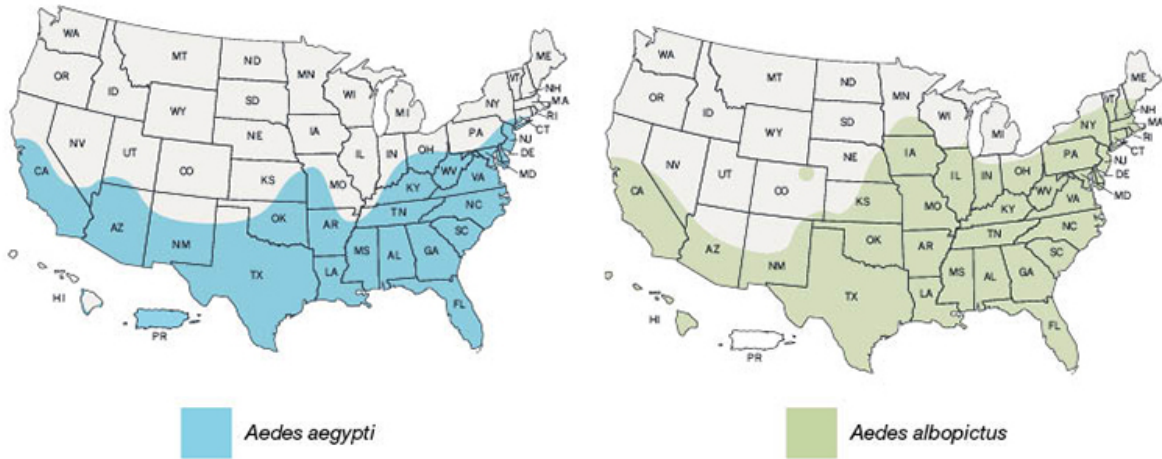 WA
MT
ND
MN
ME
VT
NH
MA
RI
CT
NJ
DE
MD
OR
ID
WY
SD
WI
MI
NY
PA
NE
IA
NV
UT
CO
KS
IL
IN
OH
MO
WV
KY
VA
CA
AZ
NM
OK
AR
TN
NC
SC
TX
LA
MS
AL
GA
FL
HI
PR
Aedes aegypti
WA
MT
ND
MN
ME
VT
NH
MA
RI
CT
NJ
DE
MD
OR
ID
WY
SD
WI
MI
NY
PA
NE
IA
NV
UT
CO
KS
IL
IN
OH
MO
WV
KY
VA
CA
AZ
NM
OK
AR
TN
NC
SC
TX
LA
MS
AL
GA
FL
HI
PR
Aedes albopictus